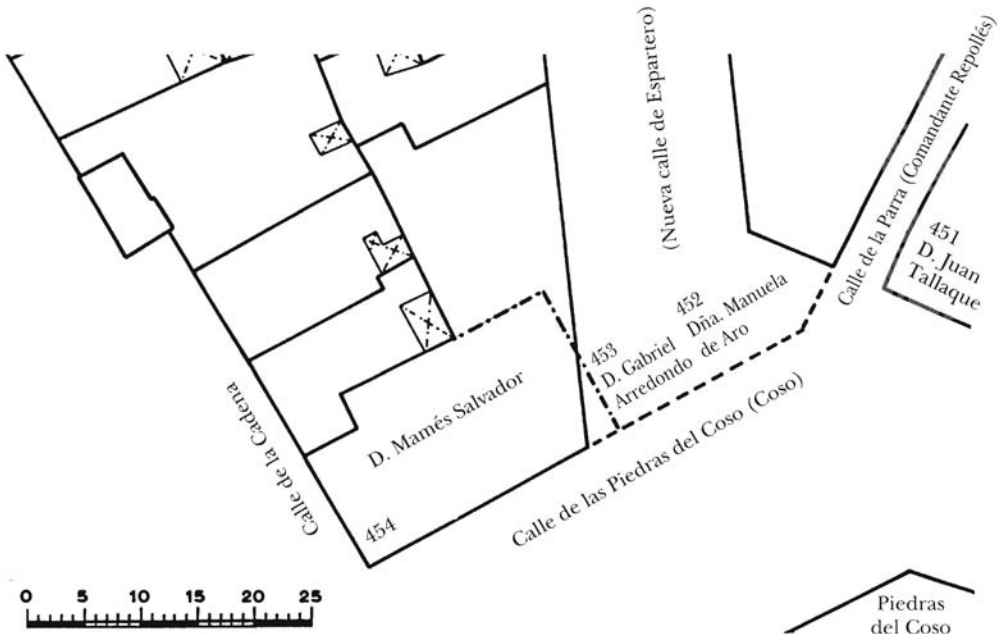 Calle de la Parra (Comandante Repollés)
(Nueva calle de Espartero)
451
D. Juan
Tallaque
452
Dña. Manuela
de Aro
453
D. Gabriel
Arredondo
D. Mamés Salvador
Calle de la Cadena
454
Calle de las Piedras del Coso (Coso)
0 5 10 15 20 25
Piedras
del Coso